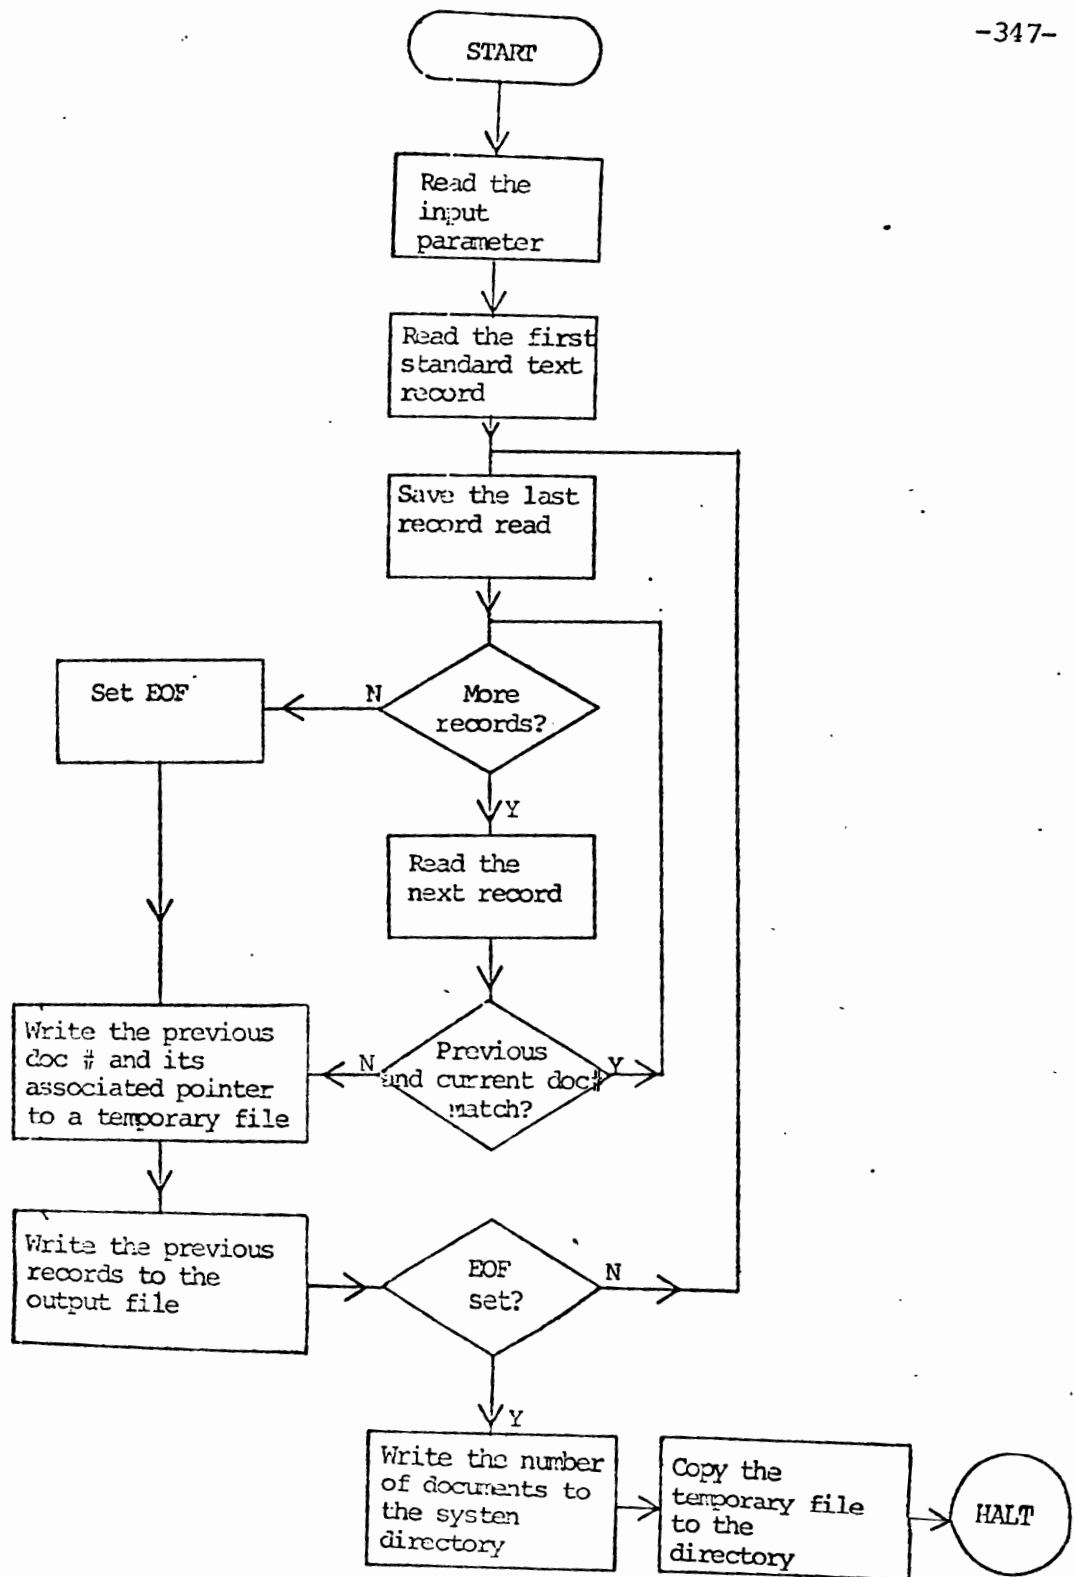 -347-
START
Read the
input
parameter
Read the first
standard text
record
Save the last
record read
More
records?
N
Set EOF
Y
Read the
next record
Previous
and current doc#
match?
Y
N
Write the previous
doc # and its
associated pointer
to a temporary file
Write the previous
records to the
output file
EOF
set?
N
Y
Write the number
of documents to
the systen
directory
Copy the
temporary file
to the
directory
HALT